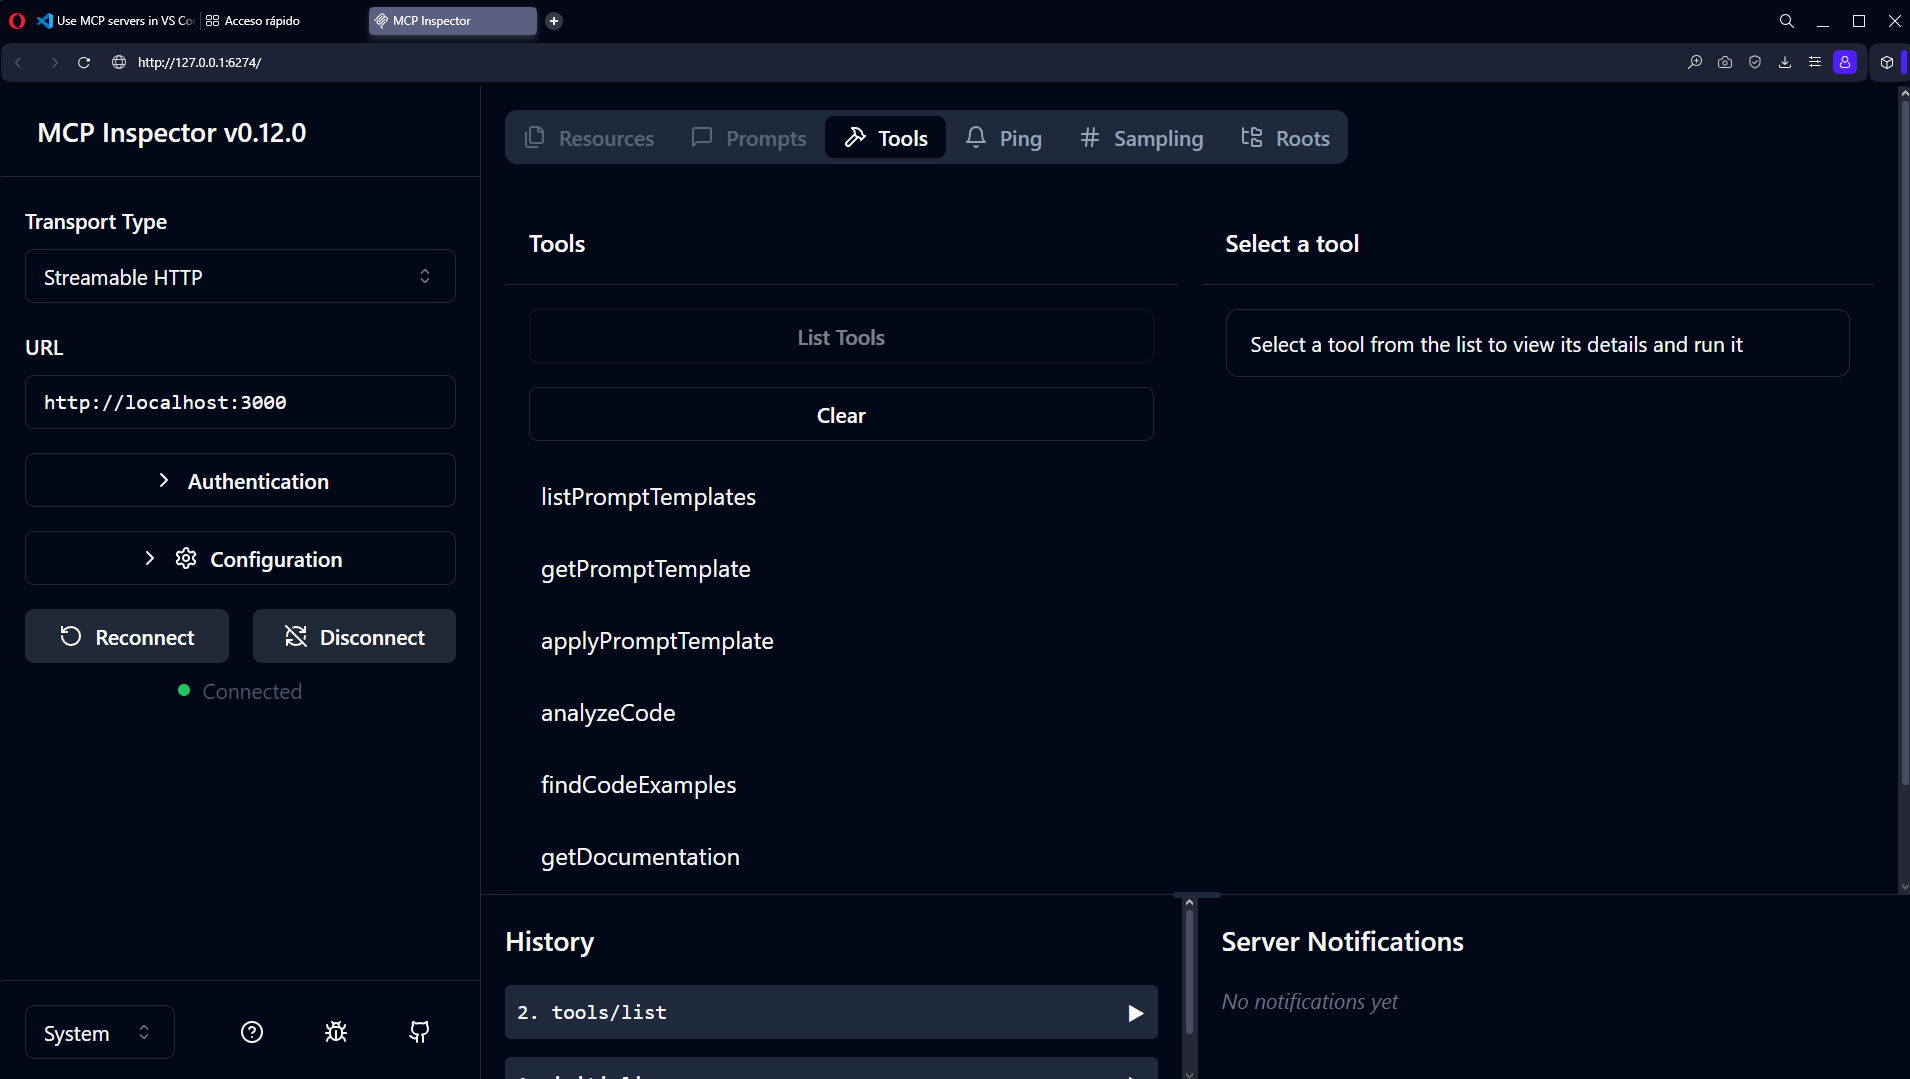 Use MCP servers in VS Co
Acceso rápido
MCP Inspector
http://127.0.0.1:6274/
MCP Inspector v0.12.0
Transport Type
Streamable HTTP
URL
http://localhost:3000
Authentication
Configuration
Reconnect
Disconnect
Connected
System
Resources
Prompts
Tools
Ping
Sampling
Roots
Tools
List Tools
Clear
listPromptTemplates
getPromptTemplate
applyPromptTemplate
analyzeCode
findCodeExamples
getDocumentation
Select a tool
Select a tool from the list to view its details and run it
History
2. tools/list
Server Notifications
No notifications yet